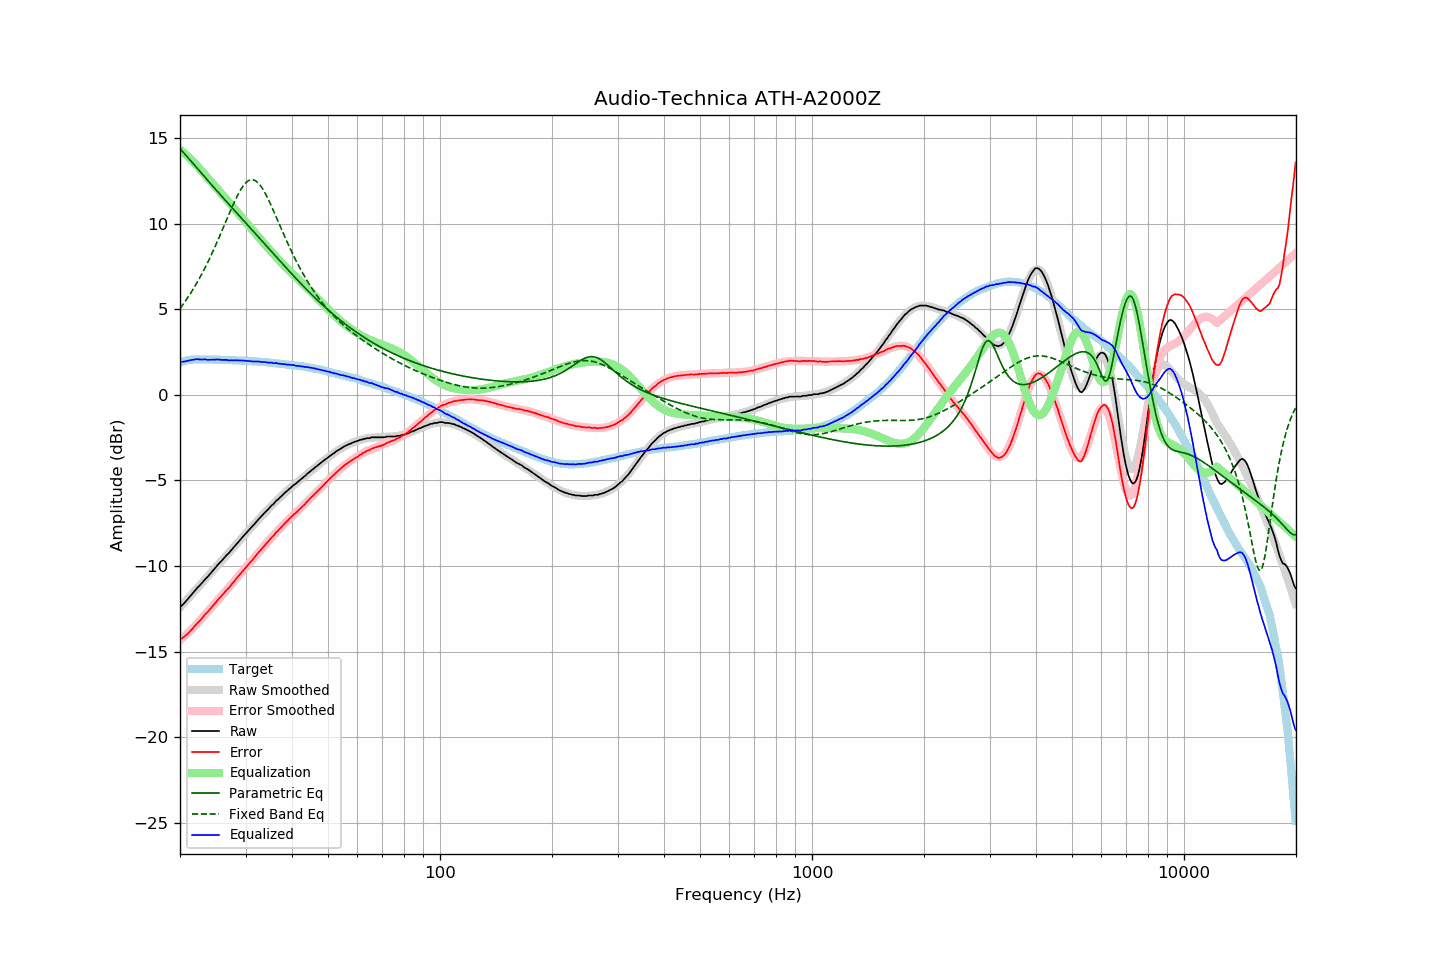 Audio-Technica ATH-A2000Z
Amplitude (dBr)
15
10
5
0
−5
−10
−15
−20
−25
Target
Raw Smoothed
Error Smoothed
Raw
Error
Equalization
Parametric Eq
Fixed Band Eq
Equalized
100
1000
10000
Frequency (Hz)